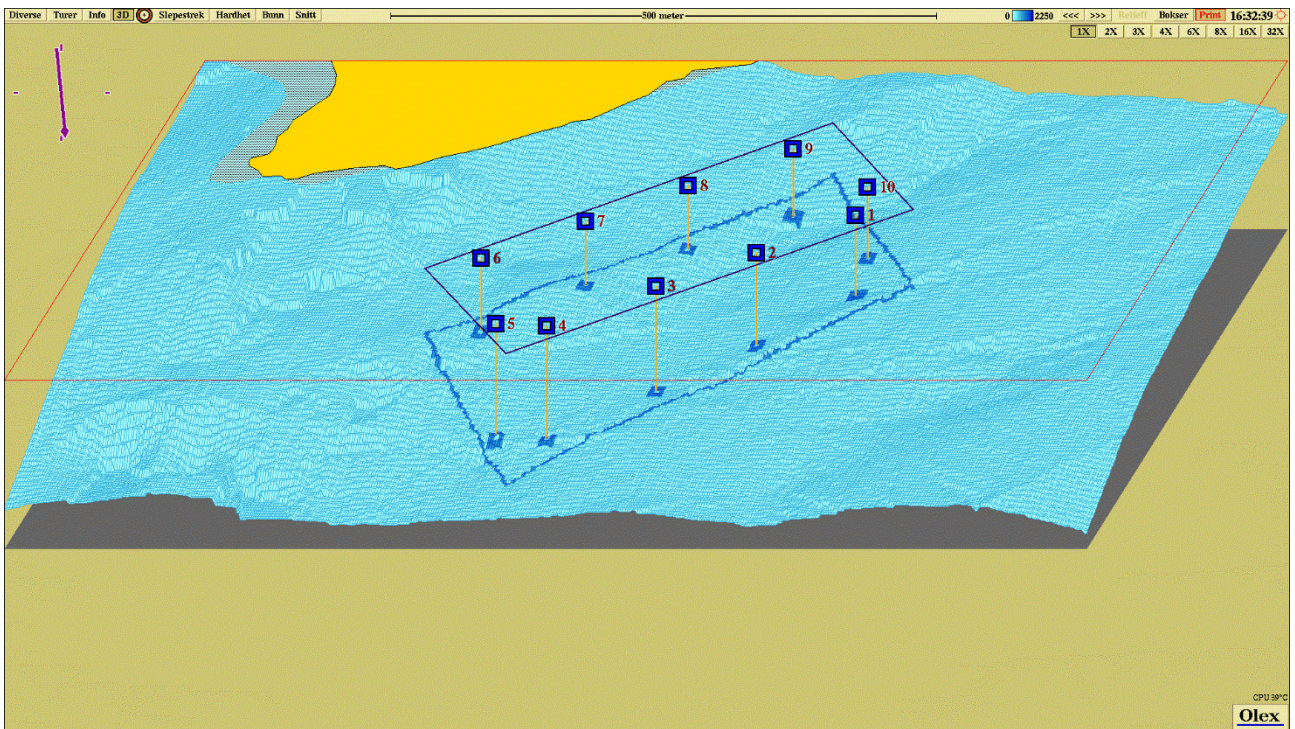 Diverse Turer Info 3D Slepestrek Hardhet Bunn Snitt 500 meter 0 2250 <<< >>> Relieff Bokser Print 16:32:39
1X 2X 3X 4X 6X 8X 16X 32X
9
8
10
7
1
2
6
3
5
4
CPU 39°C
Olex